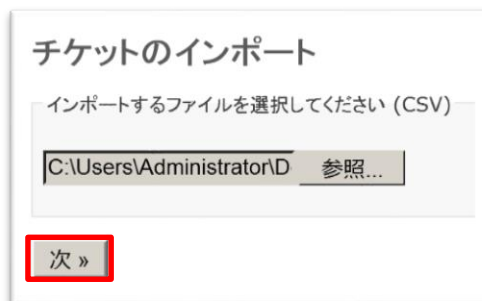 チケットのインポート
インポートするファイルを選択してください (CSV)
C:\Users\Administrator\D 参照...
次 »